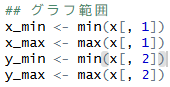 ## グラフ範囲
x_min <- min(x[, 1])
x_max <- max(x[, 1])
y_min <- min(x[, 2])
y_max <- max(x[, 2])